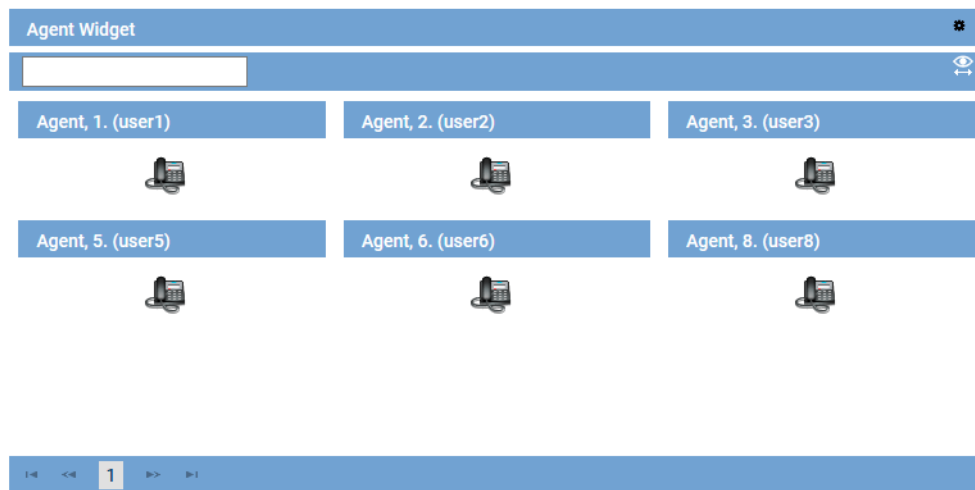 Agent Widget
Agent, 1. (user1)
Agent, 2. (user2)
Agent, 3. (user3)
Agent, 5. (user5)
Agent, 6. (user6)
Agent, 8. (user8)
1